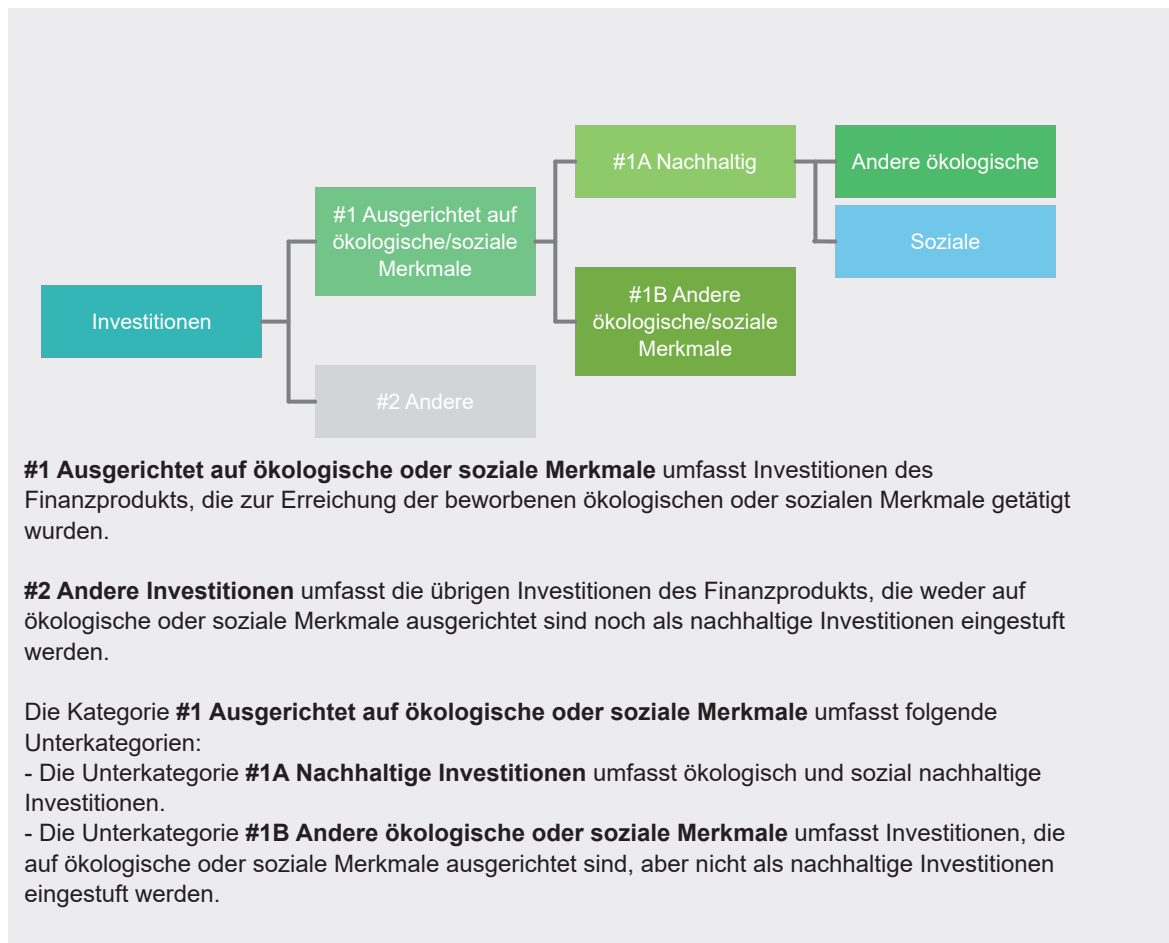 #1A Nachhaltig
Andere ökologische
#1 Ausgerichtet auf
ökologische/soziale
Merkmale
Soziale
Investitionen
#1B Andere
ökologische/soziale
Merkmale
#2 Andere
#1 Ausgerichtet auf ökologische oder soziale Merkmale umfasst Investitionen des
Finanzprodukts, die zur Erreichung der beworbenen ökologischen oder sozialen Merkmale getätigt
wurden.
#2 Andere Investitionen umfasst die übrigen Investitionen des Finanzprodukts, die weder auf
ökologische oder soziale Merkmale ausgerichtet sind noch als nachhaltige Investitionen eingestuft
werden.
Die Kategorie #1 Ausgerichtet auf ökologische oder soziale Merkmale umfasst folgende
Unterkategorien:
- Die Unterkategorie #1A Nachhaltige Investitionen umfasst ökologisch und sozial nachhaltige
Investitionen.
- Die Unterkategorie #1B Andere ökologische oder soziale Merkmale umfasst Investitionen, die
auf ökologische oder soziale Merkmale ausgerichtet sind, aber nicht als nachhaltige Investitionen
eingestuft werden.